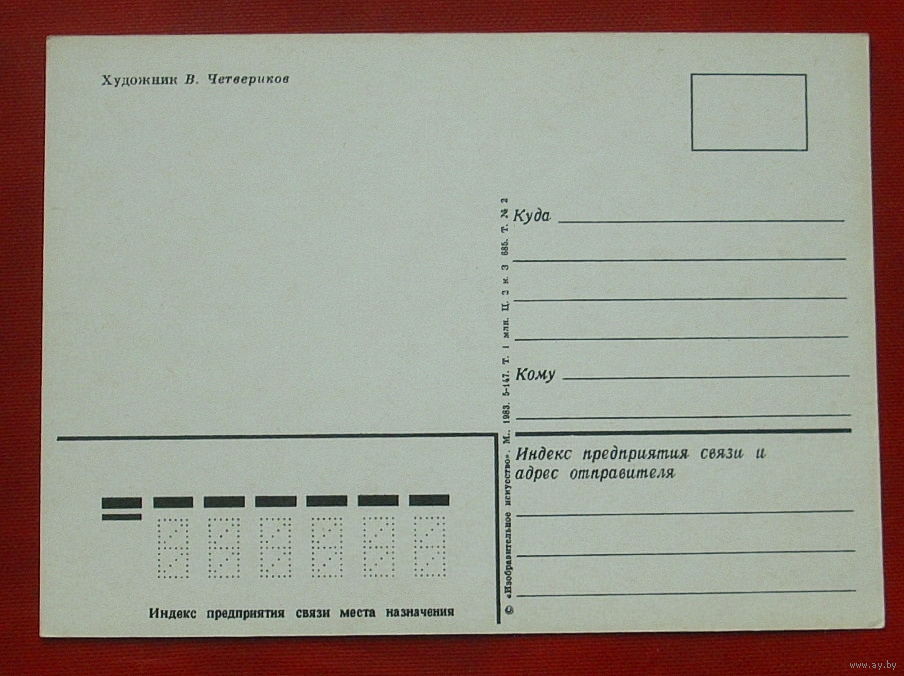 Художник В. Четвериков
Куда
Кому
Индекс предприятия связи и
адрес отправителя
© «Изобразительное искусство». М., 1983. 5-147. Т. 1 млн. Ц. 3 к. З 685. Т. № 2
Индекс предприятия связи места назначения
www.ay.by